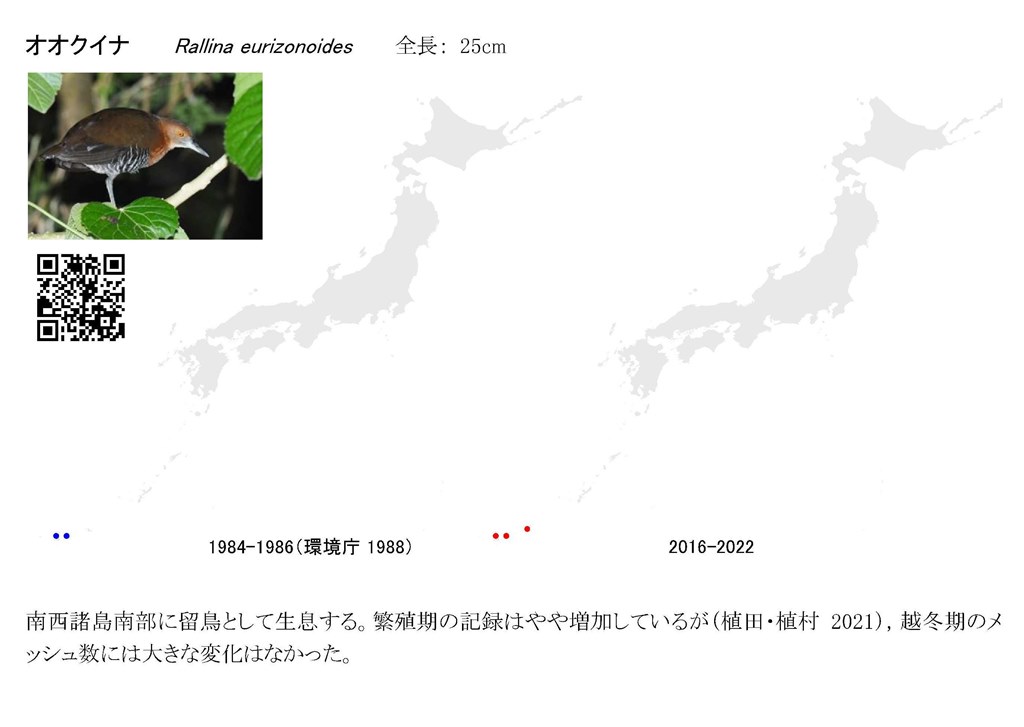 オオクイナ Rallina eurizonoides 全長： 25cm
1984-1986（環境庁 1988） 2016-2022
南西諸島南部に留鳥として生息する。繁殖期の記録はやや増加しているが（植田・植村 2021），越冬期のメ
ッシュ数には大きな変化はなかった。